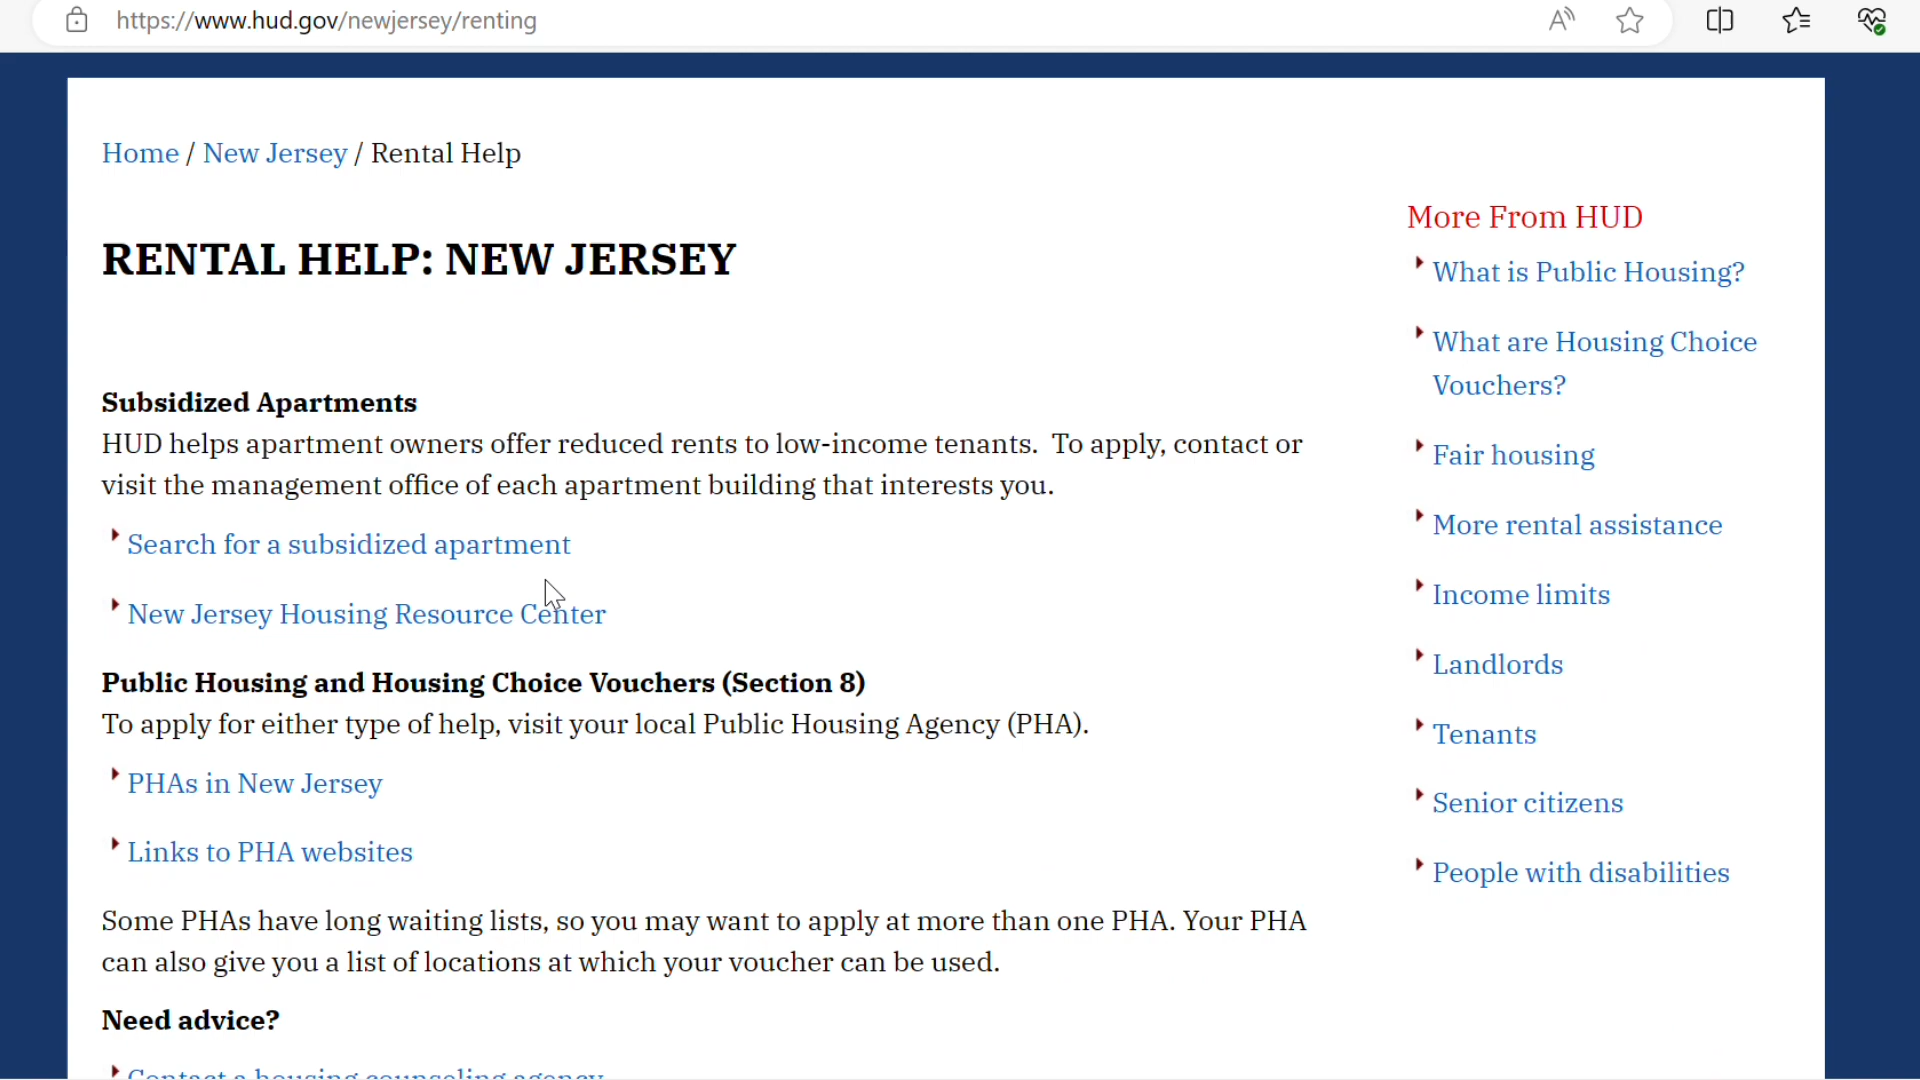 https://www.hud.gov/newjersey/renting
Home / New Jersey / Rental Help
RENTAL HELP: NEW JERSEY
Subsidized Apartments
HUD helps apartment owners offer reduced rents to low-income tenants.  To apply, contact or
visit the management office of each apartment building that interests you.
Search for a subsidized apartment
New Jersey Housing Resource Center
Public Housing and Housing Choice Vouchers (Section 8)
To apply for either type of help, visit your local Public Housing Agency (PHA).
PHAs in New Jersey
Links to PHA websites
Some PHAs have long waiting lists, so you may want to apply at more than one PHA. Your PHA
can also give you a list of locations at which your voucher can be used.
Need advice?
Contact a housing counseling agency
More From HUD
What is Public Housing?
What are Housing Choice
Vouchers?
Fair housing
More rental assistance
Income limits
Landlords
Tenants
Senior citizens
People with disabilities